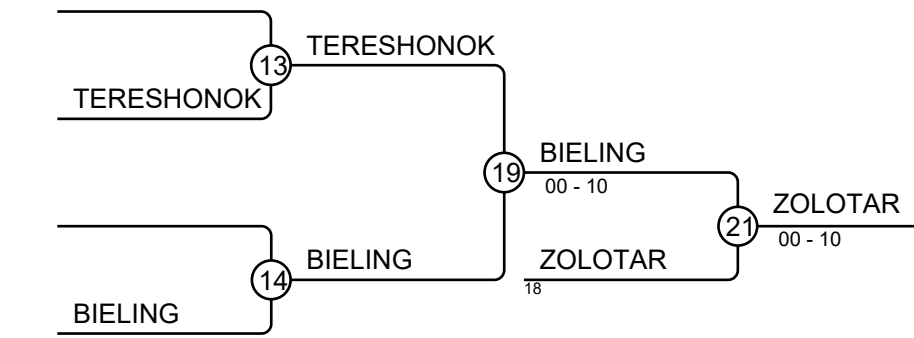 TERESHONOK
13
TERESHONOK
BIELING
19
00 - 10
ZOLOTAR
21
00 - 10
BIELING
ZOLOTAR
14
18
BIELING